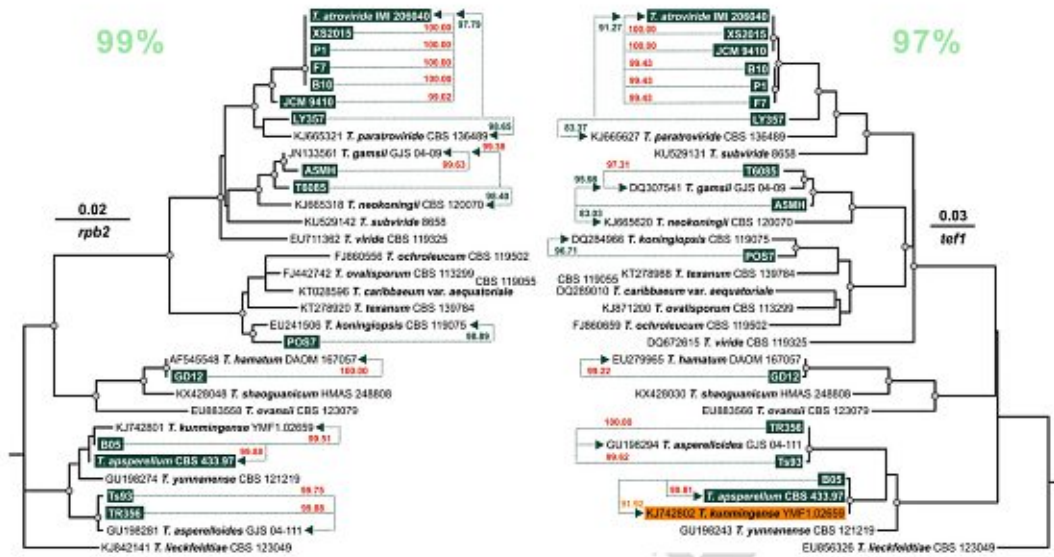 99%
T. atroviride IMI 206040
97.79
XS2015
100.00
P1
100.00
F7
100.00
B10
100.00
JCM 9410
99.02
LY357
98.65
KJ665321 T. paratroviride CBS 136489
JN133561 T. gamsii GJS 04-09
99.38
ASMH
99.63
T6085
98.40
KJ665318 T. neokoningii CBS 120070
0.02
rpb2
KU529142 T. subviride 8658
EU711362 T. viride CBS 119325
FJ860556 T. ochroleucum CBS 119502
FJ442742 T. ovalisporum CBS 113299
CBS 119055
KT028596 T. caribbaeum var. aequatoriale
KT278920 T. texanum CBS 139784
EU241506 T. koningiopsis CBS 119075
POS7
98.89
AF545548 T. hamatum DAOM 167057
GD12
100.00
KX428048 T. shaoguanicum HMAS 248808
EU883558 T. evansii CBS 123079
KJ742801 T. kunmingense YMF1.02659
B05
99.51
99.88
T. apsperellum CBS 433.97
GU198274 T. yunnanense CBS 121219
Ts93
99.75
TR356
99.88
GU198281 T. asperelloides GJS 04-111
KJ842141 T. lieckfeldtiae CBS 123049
97%
T. atroviride IMI 206040
91.27
100.00
XS2015
100.00
JCM 9410
99.43
B10
99.43
P1
99.43
F7
LY357
83.37
KJ665627 T. paratroviride CBS 136489
KU529131 T. subviride 8658
97.31
T6085
DQ307541 T. gamsii GJS 04-09
ASMH
83.03
KJ665620 T. neokoningii CBS 120070
0.03
tef1
DQ284966 T. koningiopsis CBS 119075
96.71
POS7
KT278988 T. texanum CBS 139784
CBS 119055
DQ289010 T. caribbaeum var. aequatoriale
KJ871200 T. ovalisporum CBS 113299
FJ860659 T. ochroleucum CBS 119502
DQ672615 T. viride CBS 119325
EU279965 T. hamatum DAOM 167057
99.22
GD12
KX428030 T. shaoguanicum HMAS 248808
EU883566 T. evansii CBS 123079
100.00
TR356
GU198294 T. asperelloides GJS 04-111
99.62
Ts93
B05
99.81
T. apsperellum CBS 433.97
KJ742802 T. kunmingense YMF1.02659
GU198243 T. yunnanense CBS 121219
EU856326 T. lieckfeldtiae CBS 123049